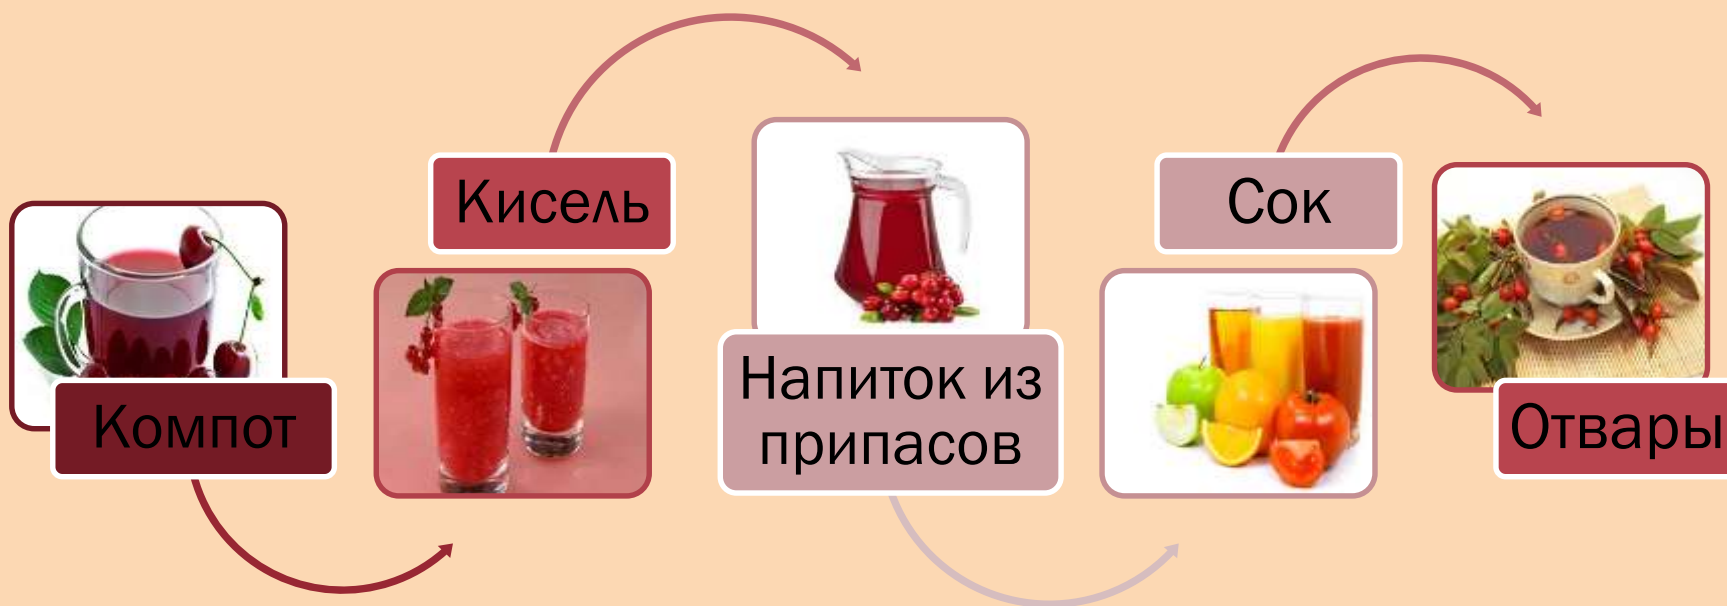 Компот
Кисель
Напиток из
припасов
Сок
Отвары